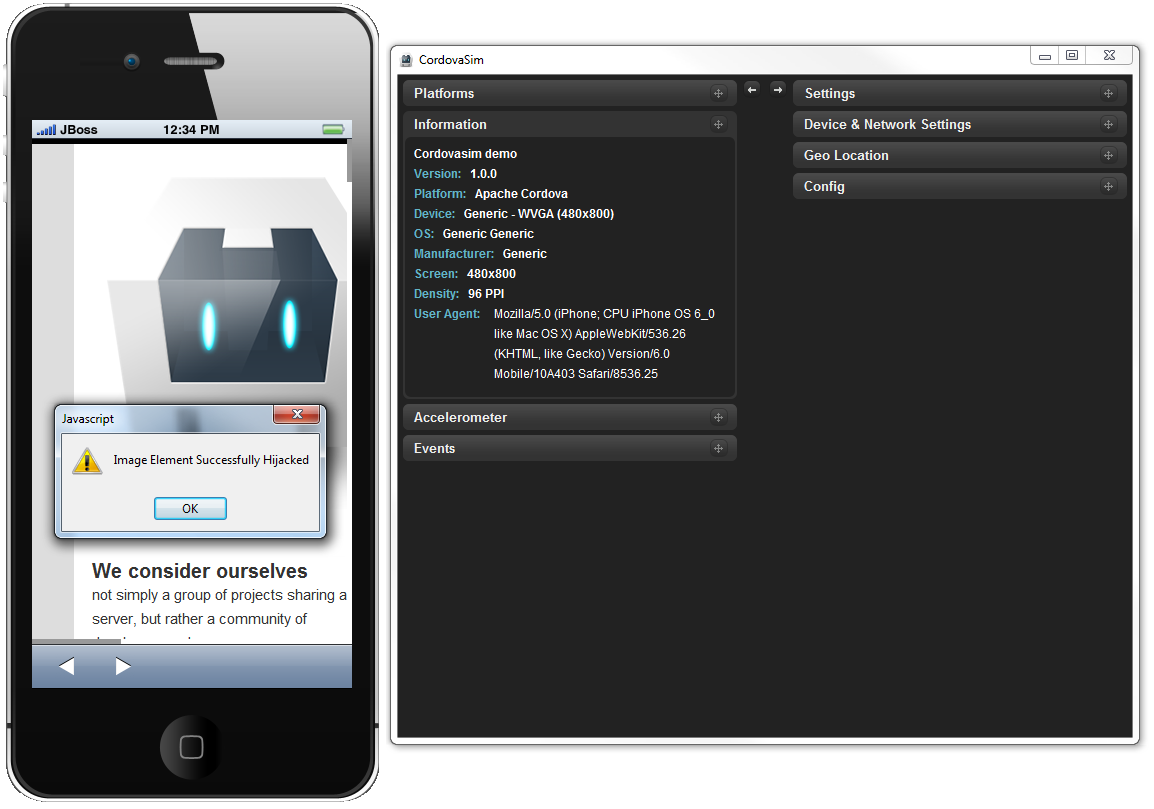 JBoss 12:34 PM
Javascript
Image Element Successfully Hijacked
OK
We consider ourselves
not simply a group of projects sharing a
server, but rather a community of
CordovaSim
Platforms
Information
Cordovasim demo
Version: 1.0.0
Platform: Apache Cordova
Device: Generic - WVGA (480x800)
OS: Generic Generic
Manufacturer: Generic
Screen: 480x800
Density: 96 PPI
User Agent: Mozilla/5.0 (iPhone; CPU iPhone OS 6_0
like Mac OS X) AppleWebKit/536.26
(KHTML, like Gecko) Version/6.0
Mobile/10A403 Safari/8536.25
Accelerometer
Events
Settings
Device & Network Settings
Geo Location
Config